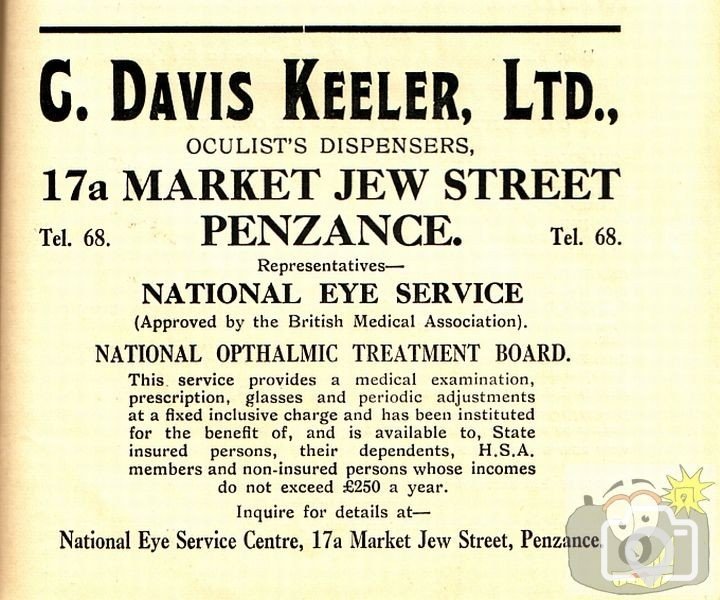 G. DAVIS KEELER, LTD.,
OCULIST'S DISPENSERS,
17a MARKET JEW STREET
Tel. 68. PENZANCE. Tel. 68.
Representatives—
NATIONAL EYE SERVICE
(Approved by the British Medical Association).
NATIONAL OPTHALMIC TREATMENT BOARD.
This service provides a medical examination,
prescription, glasses and periodic adjustments
at a fixed inclusive charge and has been instituted
for the benefit of, and is available to, State
insured persons, their dependents, H.S.A.
members and non-insured persons whose incomes
do not exceed £250 a year.
Inquire for details at—
National Eye Service Centre, 17a Market Jew Street, Penzance.